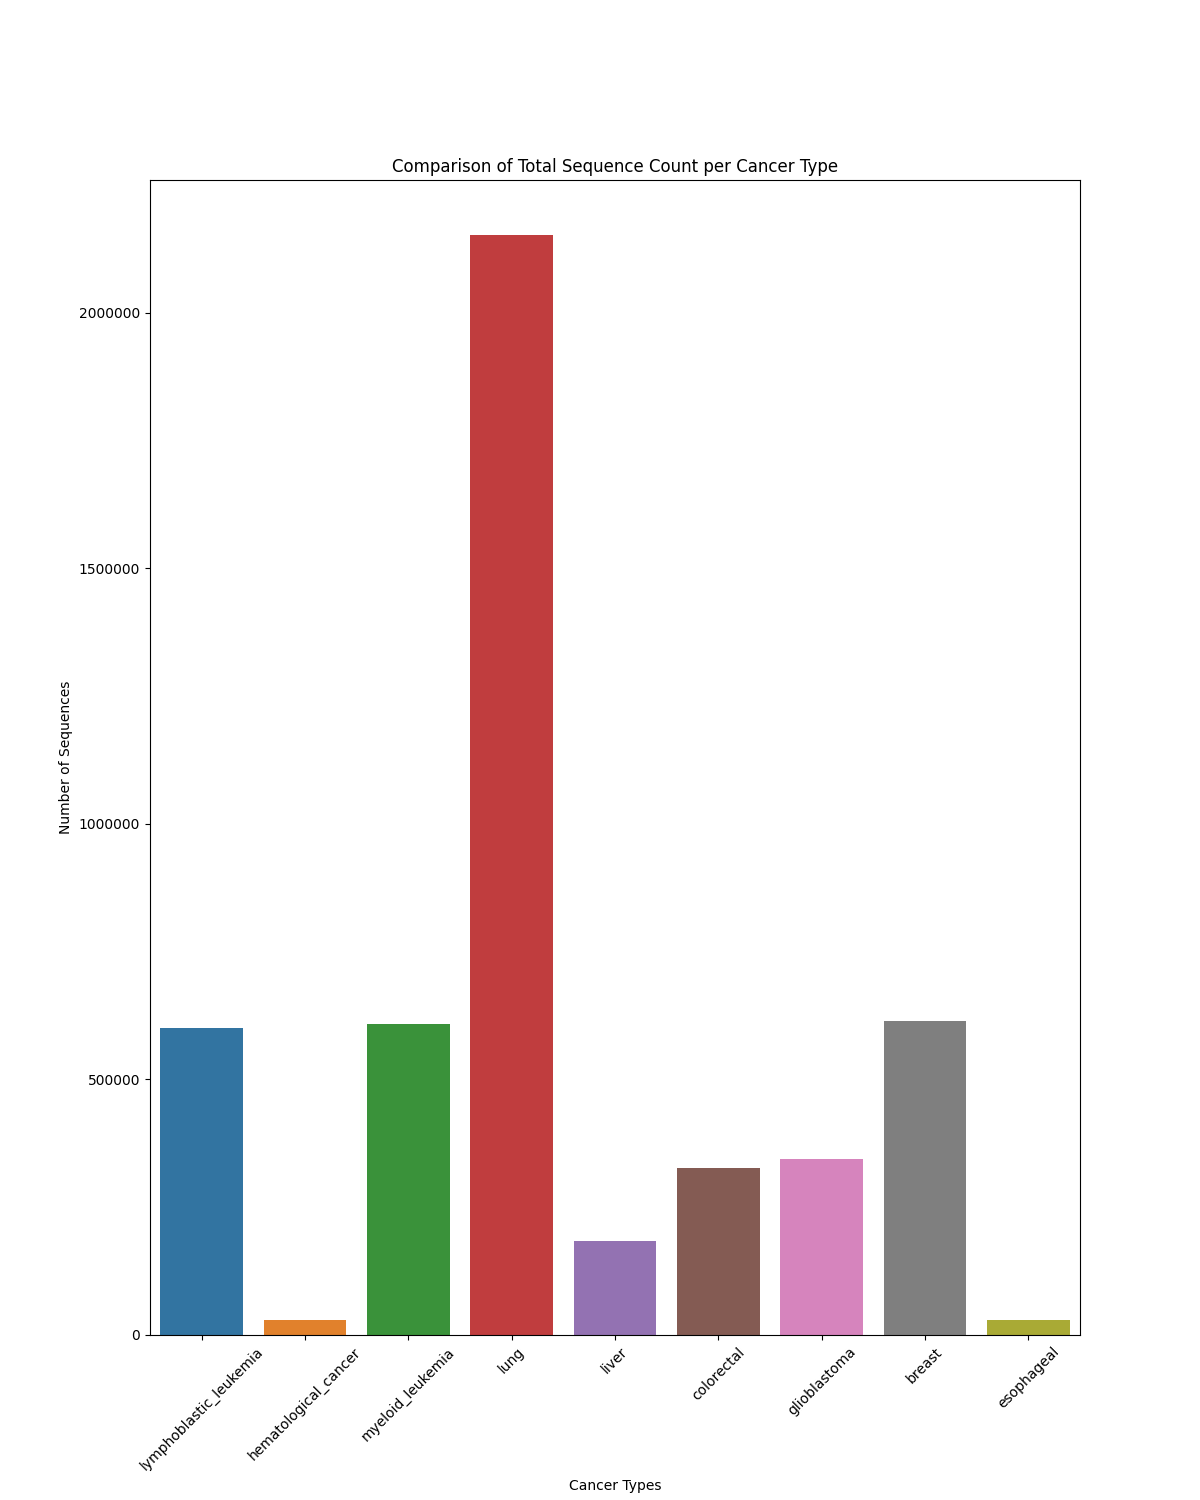 Comparison of Total Sequence Count per Cancer Type
2000000
1500000
1000000
500000
0
Number of Sequences
lymphoblastic_leukemia
hematological_cancer
myeloid_leukemia
lung
liver
colorectal
glioblastoma
breast
esophageal
Cancer Types